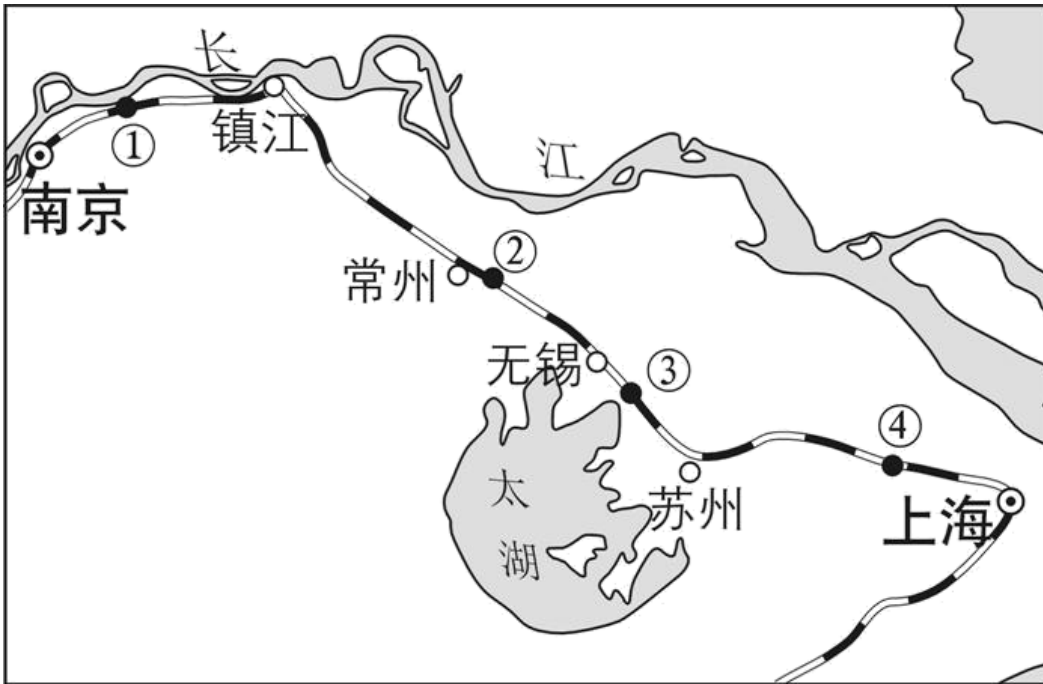 长
江
①
镇江
南京
②
常州
无锡
③
④
太
湖
苏州
上海